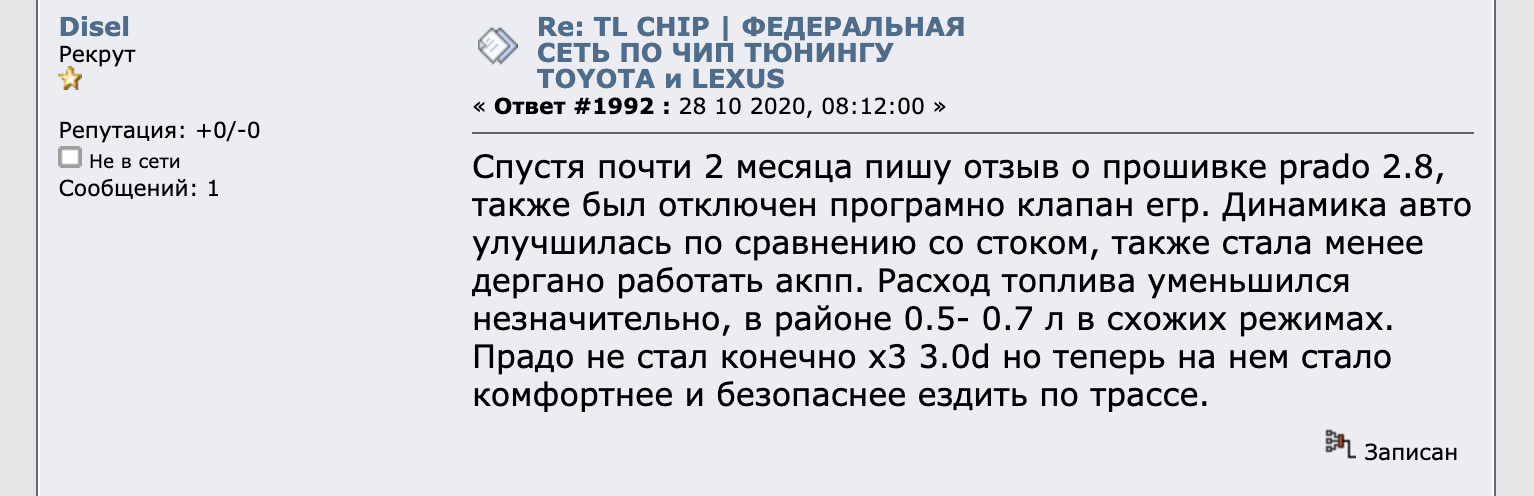 Disel
Рекрут
Репутация: +0/-0
Не в сети
Сообщений: 1
Re: TL CHIP | ФЕДЕРАЛЬНАЯ
СЕТЬ ПО ЧИП ТЮНИНГУ
TOYOTA и LEXUS
« Ответ #1992 : 28 10 2020, 08:12:00 »
Спустя почти 2 месяца пишу отзыв о прошивке prado 2.8,
также был отключен програмно клапан егр. Динамика авто
улучшилась по сравнению со стоком, также стала менее
дергано работать акпп. Расход топлива уменьшился
незначительно, в районе 0.5- 0.7 л в схожих режимах.
Прадо не стал конечно х3 3.0d но теперь на нем стало
комфортнее и безопаснее ездить по трассе.
Записан